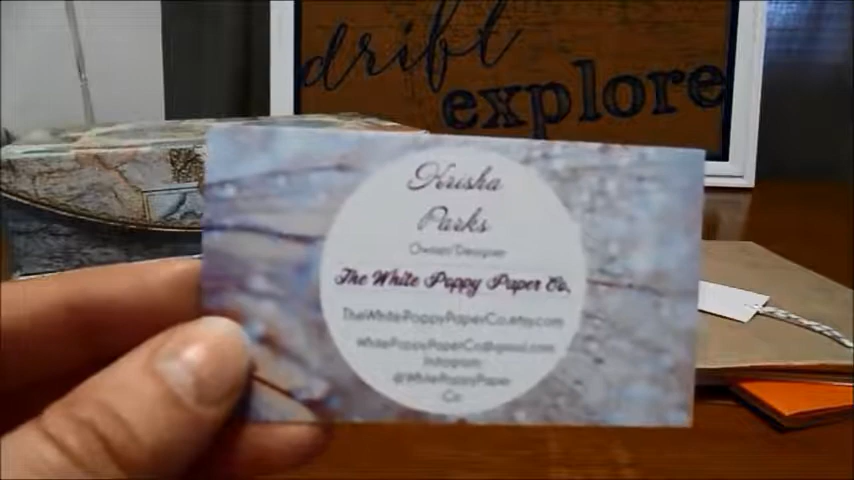 drift
explore
Krisha
Parks
Owner/Designer
The White Poppy Paper Co.
TheWhitePoppyPaperCo.etsy.com
whitePoppyPaperCo@gmail.com
Instagram
@WhitePoppyPaper
Co